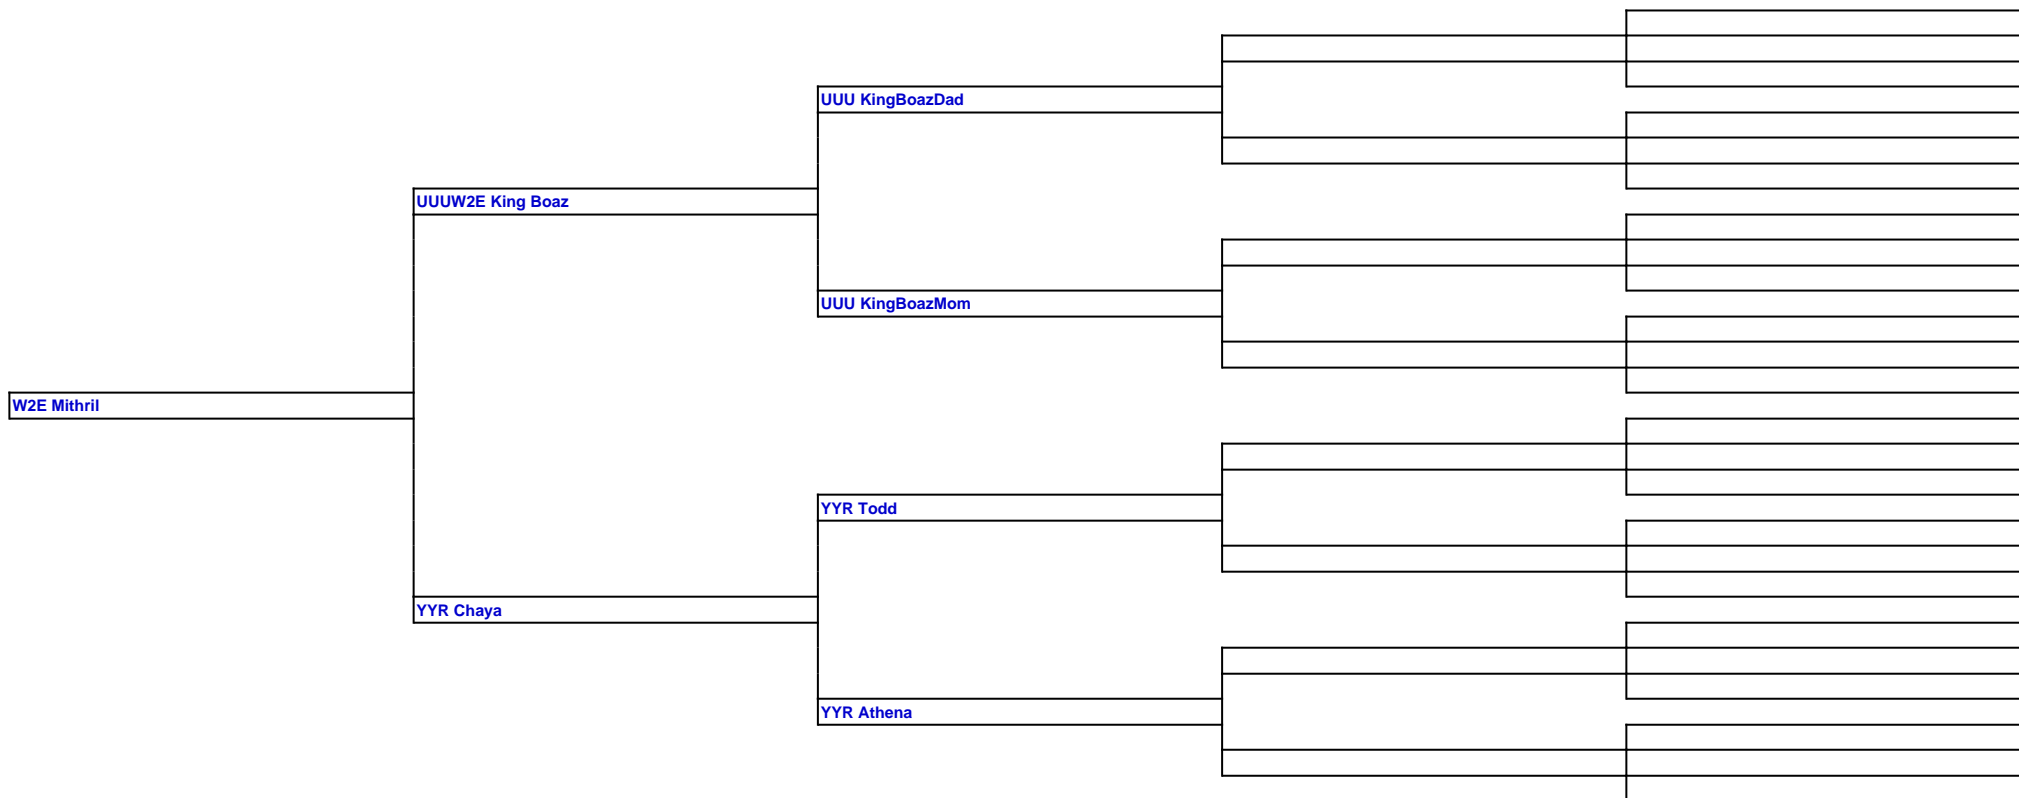 UUU KingBoazDad
UUUW2E King Boaz
UUU KingBoazMom
W2E Mithril
YYR Todd
YYR Chaya
YYR Athena